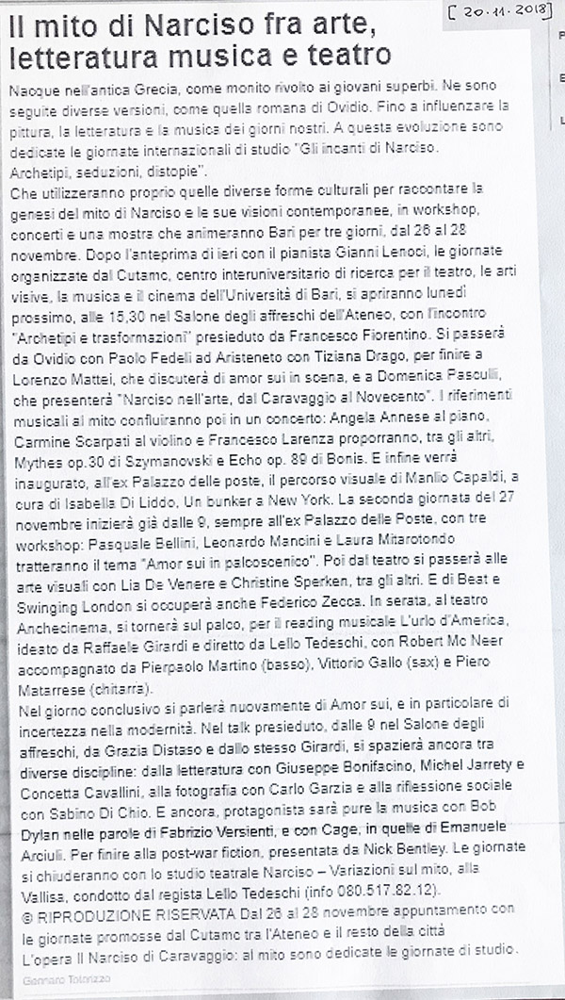 [20.11.2018]
Il mito di Narciso fra arte,
letteratura musica e teatro
Nacque nell'antica Grecia, come monito rivolto ai giovani superbi. Ne sono
seguite diverse versioni, come quella romana di Ovidio. Fino a influenzare la
pittura, la letteratura e la musica dei giorni nostri. A questa evoluzione sono
dedicate le giornate internazionali di studio "Gli incanti di Narciso.
Archetipi, seduzioni, distopie".
Che utilizzeranno proprio quelle diverse forme culturali per raccontare la
genesi del mito di Narciso e le sue visioni contemporanee, in workshop,
concerti e una mostra che animeranno Bari per tre giorni, dal 26 al 28
novembre. Dopo l'anteprima di ieri con il pianista Gianni Lenoci, le giornate
organizzate dal Cutamc, centro interuniversitario di ricerca per il teatro, le arti
visive, la musica e il cinema dell'Università di Bari, si apriranno lunedì
prossimo, alle 15,30 nel Salone degli affreschi dell'Ateneo, con l'incontro
"Archetipi e trasformazioni" presieduto da Francesco Fiorentino. Si passerà
da Ovidio con Paolo Fedeli ad Aristeneto con Tiziana Drago, per finire a
Lorenzo Mattei, che discuterà di amor sui in scena, e a Domenica Pasculli,
che presenterà "Narciso nell'arte, dal Caravaggio al Novecento". I riferimenti
musicali al mito confluiranno poi in un concerto: Angela Annese al piano,
Carmine Scarpati al violino e Francesco Larenza proporranno, tra gli altri,
Mythes op.30 di Szymanovski e Echo op. 89 di Bonis. E infine verrà
inaugurato, all'ex Palazzo delle poste, il percorso visuale di Manlio Capaldi, a
cura di Isabella Di Liddo, Un bunker a New York. La seconda giornata del 27
novembre inizierà già dalle 9, sempre all'ex Palazzo delle Poste, con tre
workshop: Pasquale Bellini, Leonardo Mancini e Laura Mitarotondo
tratteranno il tema "Amor sui in palcoscenico". Poi dal teatro si passerà alle
arte visuali con Lia De Venere e Christine Sperken, tra gli altri. E di Beat e
Swinging London si occuperà anche Federico Zecca. In serata, al teatro
Anchecinema, si tornerà sul palco, per il reading musicale L'urlo d'America,
ideato da Raffaele Girardi e diretto da Lello Tedeschi, con Robert Mc Neer
accompagnato da Pierpaolo Martino (basso), Vittorio Gallo (sax) e Piero
Matarrese (chitarra).
Nel giorno conclusivo si parlerà nuovamente di Amor sui, e in particolare di
incertezza nella modernità. Nel talk presieduto, dalle 9 nel Salone degli
affreschi, da Grazia Distaso e dallo stesso Girardi, si spazierà ancora tra
diverse discipline: dalla letteratura con Giuseppe Bonifacino, Michel Jarrety e
Concetta Cavallini, alla fotografia con Carlo Garzia e alla riflessione sociale
con Sabino Di Chio. E ancora, protagonista sarà pure la musica con Bob
Dylan nelle parole di Fabrizio Versienti, e con Cage, in quelle di Emanuele
Arciuli. Per finire alla post-war fiction, presentata da Nick Bentley. Le giornate
si chiuderanno con lo studio teatrale Narciso – Variazioni sul mito, alla
Vallisa, condotto dal regista Lello Tedeschi (info 080.517.82.12).
© RIPRODUZIONE RISERVATA Dal 26 al 28 novembre appuntamento con
le giornate promosse dal Cutamc tra l'Ateneo e il resto della città
L'opera Il Narciso di Caravaggio: al mito sono dedicate le giornate di studio.
Gennaro Totorizzo